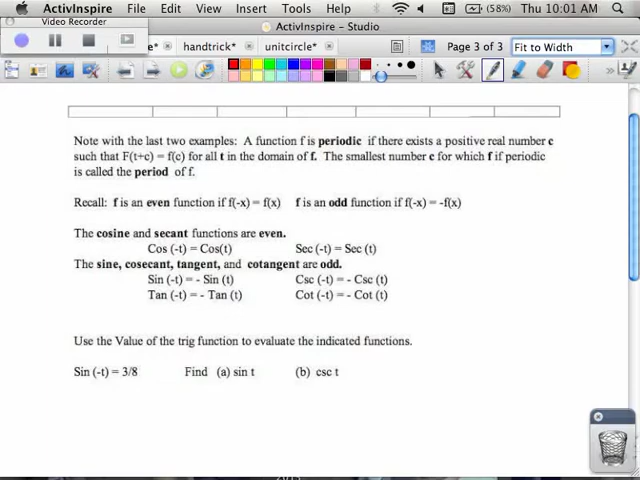 ActivInspire File Edit View Insert Tools Help (58%) Thu 10:01 AM
Video Recorder
ActivInspire - Studio
handtrick* unitcircle* Page 3 of 3 Fit to Width
Note with the last two examples: A function f is periodic if there exists a positive real number c
such that F(t+c) = f(c) for all t in the domain of f. The smallest number c for which f if periodic
is called the period of f.
Recall: f is an even function if f(-x) = f(x) f is an odd function if f(-x) = -f(x)
The cosine and secant functions are even.
Cos (-t) = Cos(t) Sec (-t) = Sec (t)
The sine, cosecant, tangent, and cotangent are odd.
Sin (-t) = - Sin (t) Csc (-t) = - Csc (t)
Tan (-t) = - Tan (t) Cot (-t) = - Cot (t)
Use the Value of the trig function to evaluate the indicated functions.
Sin (-t) = 3/8 Find (a) sin t (b) csc t